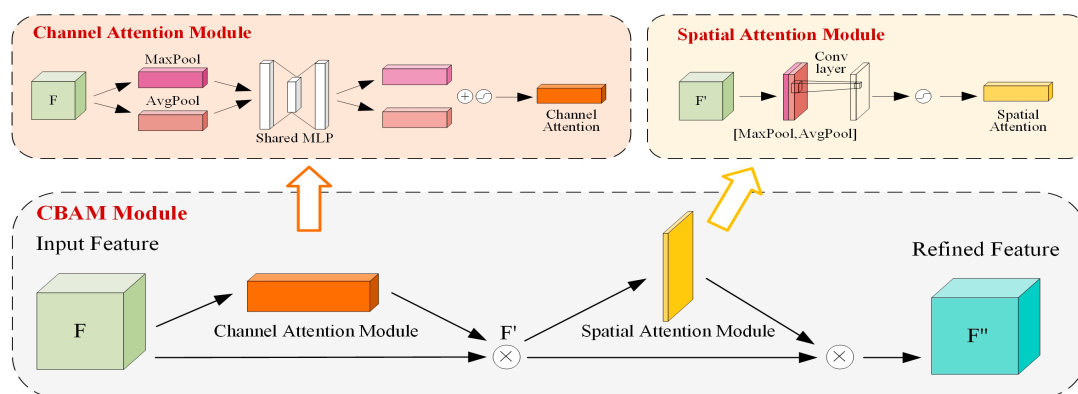 Channel Attention Module
MaxPool
F
AvgPool
Shared MLP
Channel
Attention
Spatial Attention Module
Conv
layer
F'
[MaxPool,AvgPool]
Spatial
Attention
CBAM Module
Input Feature
F
Channel Attention Module
F'
Spatial Attention Module
Refined Feature
F"